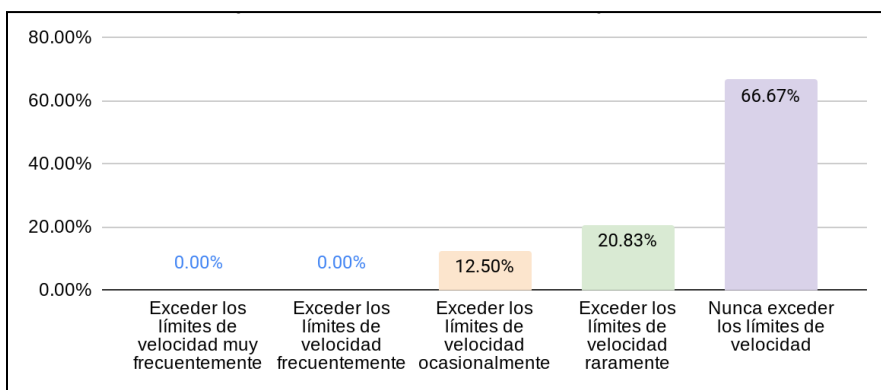 80.00%
60.00%
40.00%
20.00%
0.00%
0.00%
0.00%
12.50%
20.83%
66.67%
Exceder los
límites de
velocidad muy
frecuentemente
Exceder los
límites de
velocidad
frecuentemente
Exceder los
límites de
velocidad
ocasionalmente
Exceder los
límites de
velocidad
raramente
Nunca exceder
los límites de
velocidad